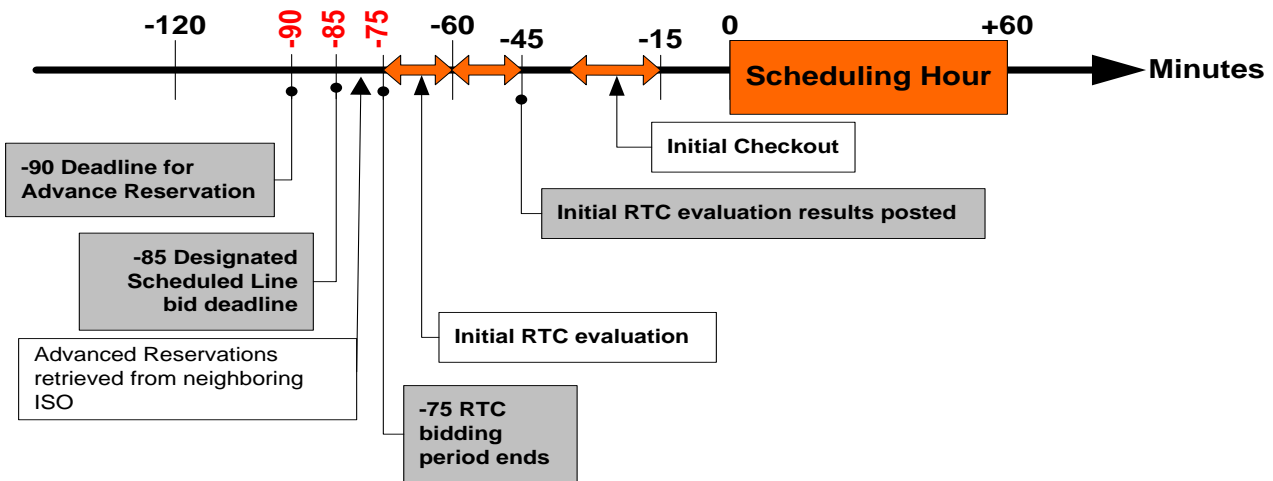 -120
-90
-85
-75
-60
-45
-15
0
+60
Scheduling Hour
Minutes
Initial Checkout
-90 Deadline for
Advance Reservation
Initial RTC evaluation results posted
-85 Designated
Scheduled Line
bid deadline
Initial RTC evaluation
Advanced Reservations
retrieved from neighboring
ISO
-75 RTC
bidding
period ends